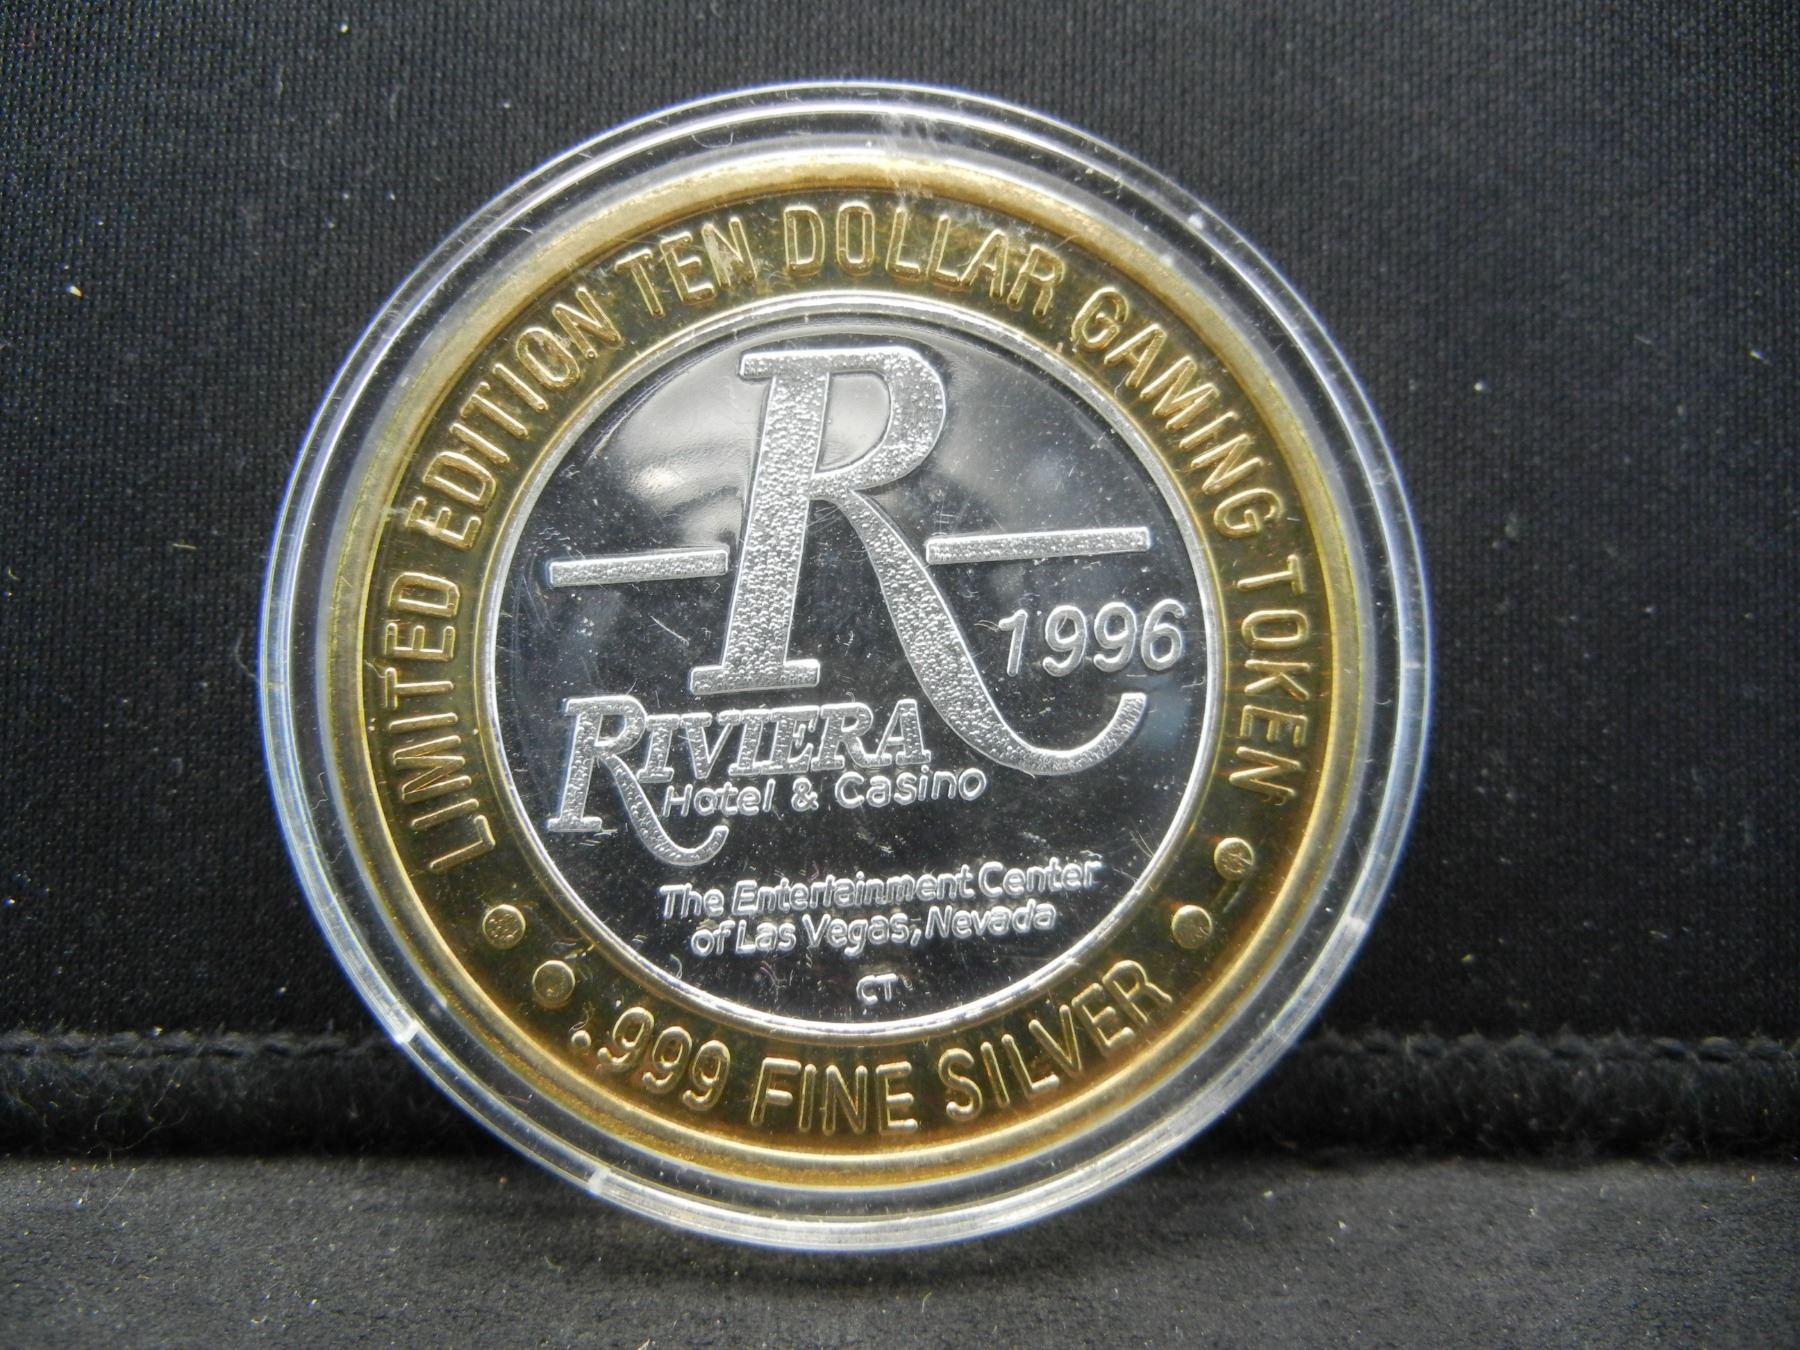 LIMITED EDITION TEN DOLLAR GAMING TOKEN
R
1996
RIVIERA
Hotel & Casino
The Entertainment Center
of Las Vegas, Nevada
CT
.999 FINE SILVER